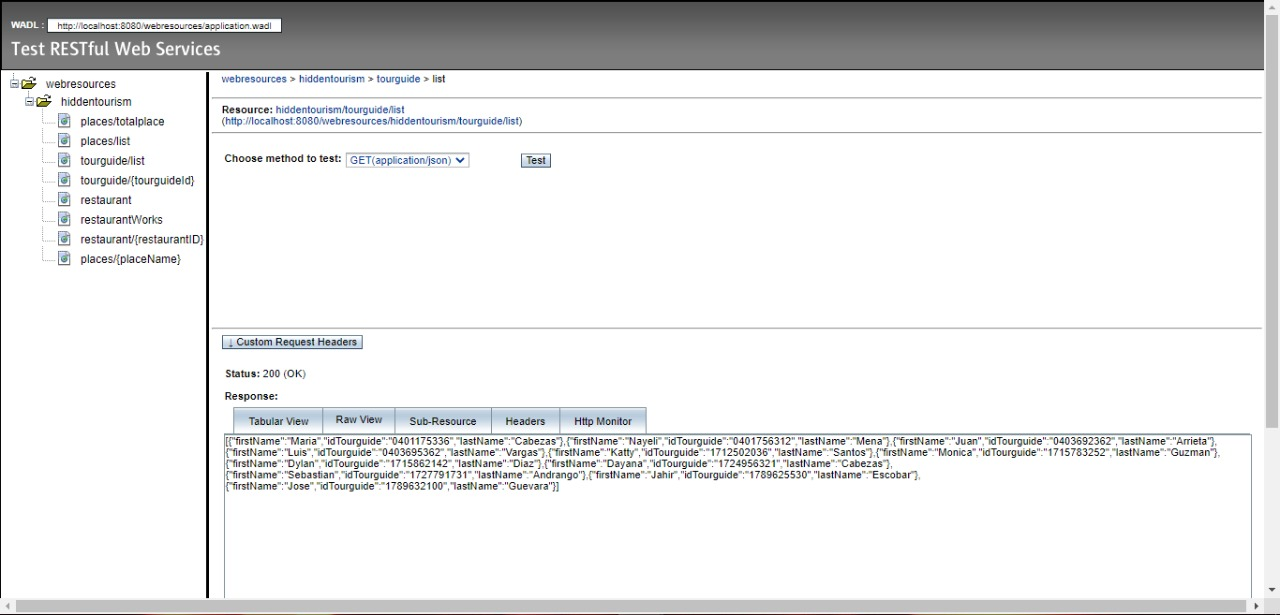 WADL : http://localhost:8080/webresources/application.wadl
Test RESTful Web Services
webresources
hiddentourism
places/totalplace
places/list
tourguide/list
tourguide/{tourguideId}
restaurant
restaurantWorks
restaurant/{restaurantID}
places/{placeName}
webresources > hiddentourism > tourguide > list
Resource: hiddentourism/tourguide/list
(http://localhost:8080/webresources/hiddentourism/tourguide/list)
Choose method to test: GET(application/json) Test
↓ Custom Request Headers
Status: 200 (OK)
Response:
Tabular View Raw View Sub-Resource Headers Http Monitor
[{"firstName":"Maria","idTourguide":"0401175336","lastName":"Cabezas"},{"firstName":"Nayeli","idTourguide":"0401756312","lastName":"Mena"},{"firstName":"Juan","idTourguide":"0403692362","lastName":"Arrieta"},
{"firstName":"Luis","idTourguide":"0403695362","lastName":"Vargas"},{"firstName":"Katty","idTourguide":"1712502036","lastName":"Santos"},{"firstName":"Monica","idTourguide":"1715783252","lastName":"Guzman"},
{"firstName":"Dylan","idTourguide":"1715862142","lastName":"Diaz"},{"firstName":"Dayana","idTourguide":"1724956321","lastName":"Cabezas"},
{"firstName":"Sebastian","idTourguide":"1727791731","lastName":"Andrango"},{"firstName":"Jahir","idTourguide":"1789625530","lastName":"Escobar"},
{"firstName":"Jose","idTourguide":"1789632100","lastName":"Guevara"}]